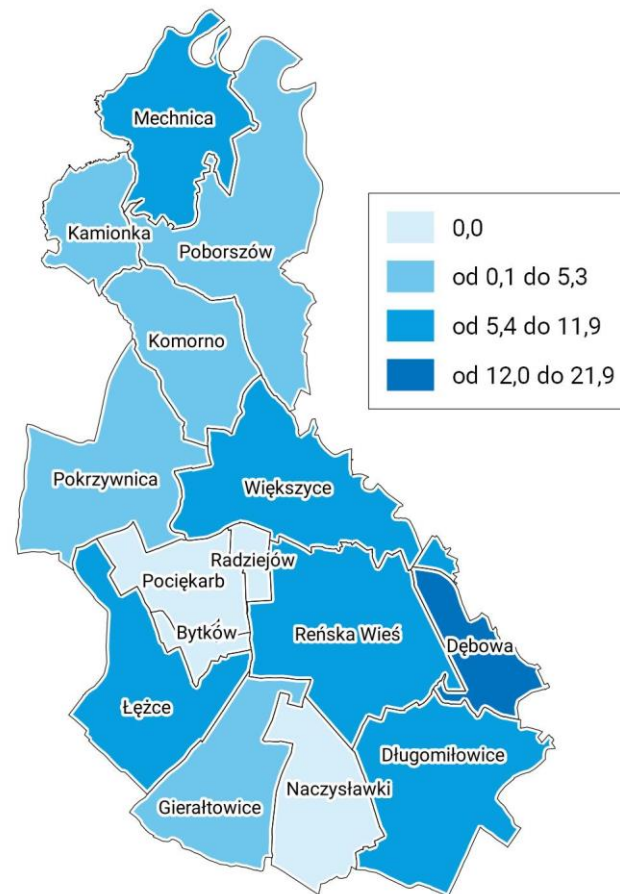 Mechnica
Kamionka
Poborszów
Komorno
Pokrzywnica
Większyce
Radziejów
Pociękarb
Bytków
Reńska Wieś
Dębowa
Łężce
Długomiłowice
Naczysławki
Gierałtowice
0,0
od 0,1 do 5,3
od 5,4 do 11,9
od 12,0 do 21,9